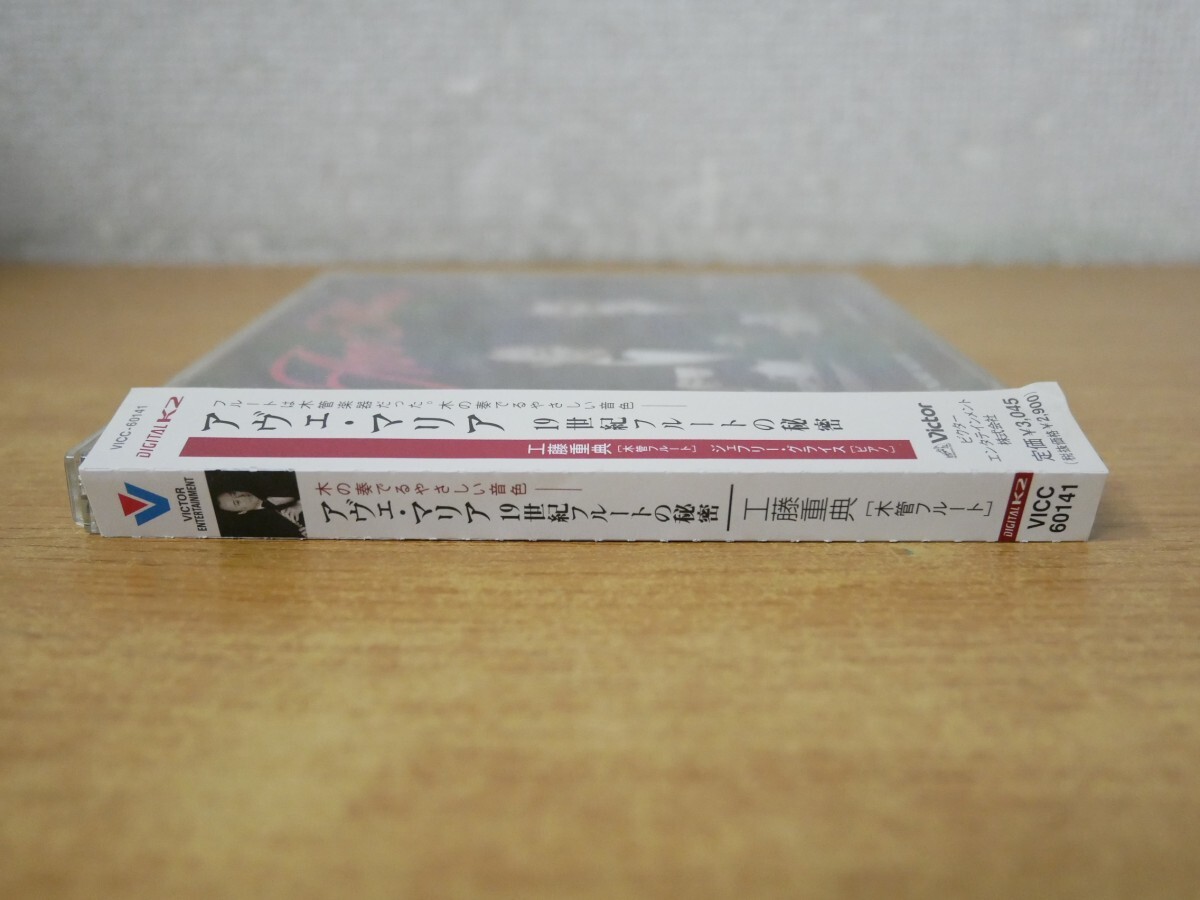 VICC-60141
DIGITAL K2
フルートは木管楽器だった。木の奏でるやさしい音色――
アヴェ・マリア 19世紀フルートの秘密
工藤重典[木管フルート] ジェフリー・グライス[ピアノ]
Victor
ビクターエンタテインメント
株式会社
定価¥3,045
(税抜価格¥2,900)
VICTOR
ENTERTAINMENT
木の奏でるやさしい音色――
アヴェ・マリア 19世紀フルートの秘密
工藤重典[木管フルート]
DIGITAL K2
VICC
60141